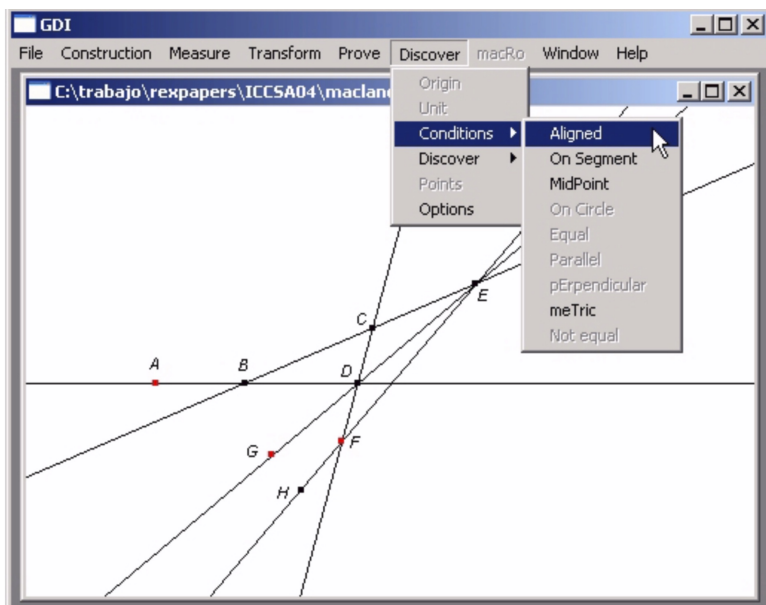 GDI
File Construction Measure Transform Prove Discover macRo Window Help
C:\trabajo\rexpapers\ICCSA04\maclan
Origin
Unit
Conditions
Discover
Points
Options
Aligned
On Segment
MidPoint
On Circle
Equal
Parallel
pErpendicular
meTric
Not equal
E
C
A B D
G F
H